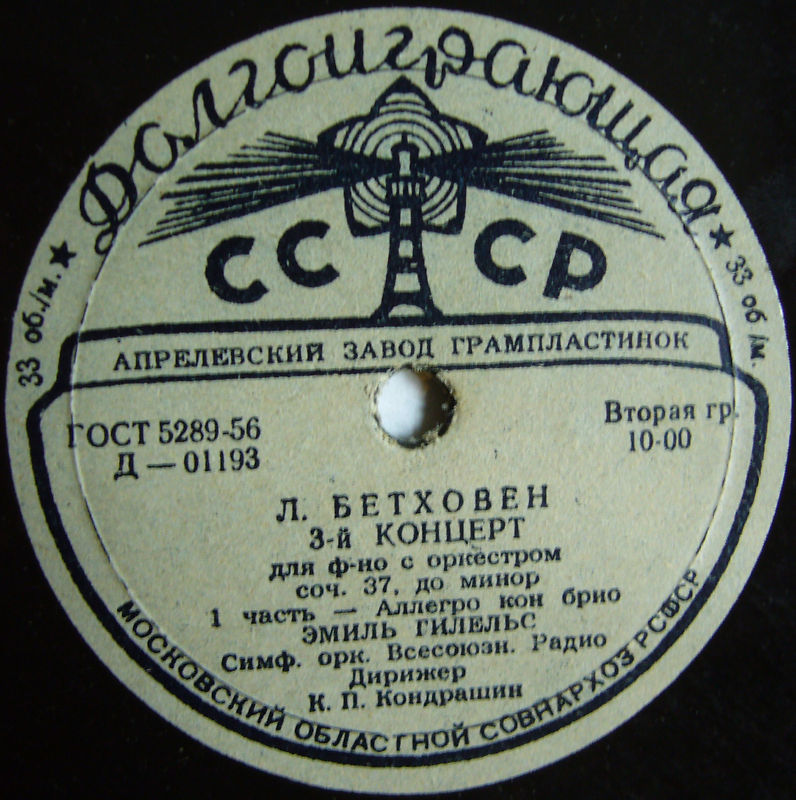 Долгоиграющая
33 об./м. ★
★ 33 об/м.
СССР
АПРЕЛЕВСКИЙ ЗАВОД ГРАМПЛАСТИНОК
ГОСТ 5289-56
Д — 01193
Вторая гр.
10-00
Л. БЕТХОВЕН
3-й КОНЦЕРТ
для ф-но с оркестром
соч. 37, до минор
1 часть — Аллегро кон брио
ЭМИЛЬ ГИЛЕЛЬС
Симф. орк. Всесоюзн. Радио
Дирижер
К. П. Кондрашин
МОСКОВСКИЙ ОБЛАСТНОЙ СОВНАРХОЗ РСФСР